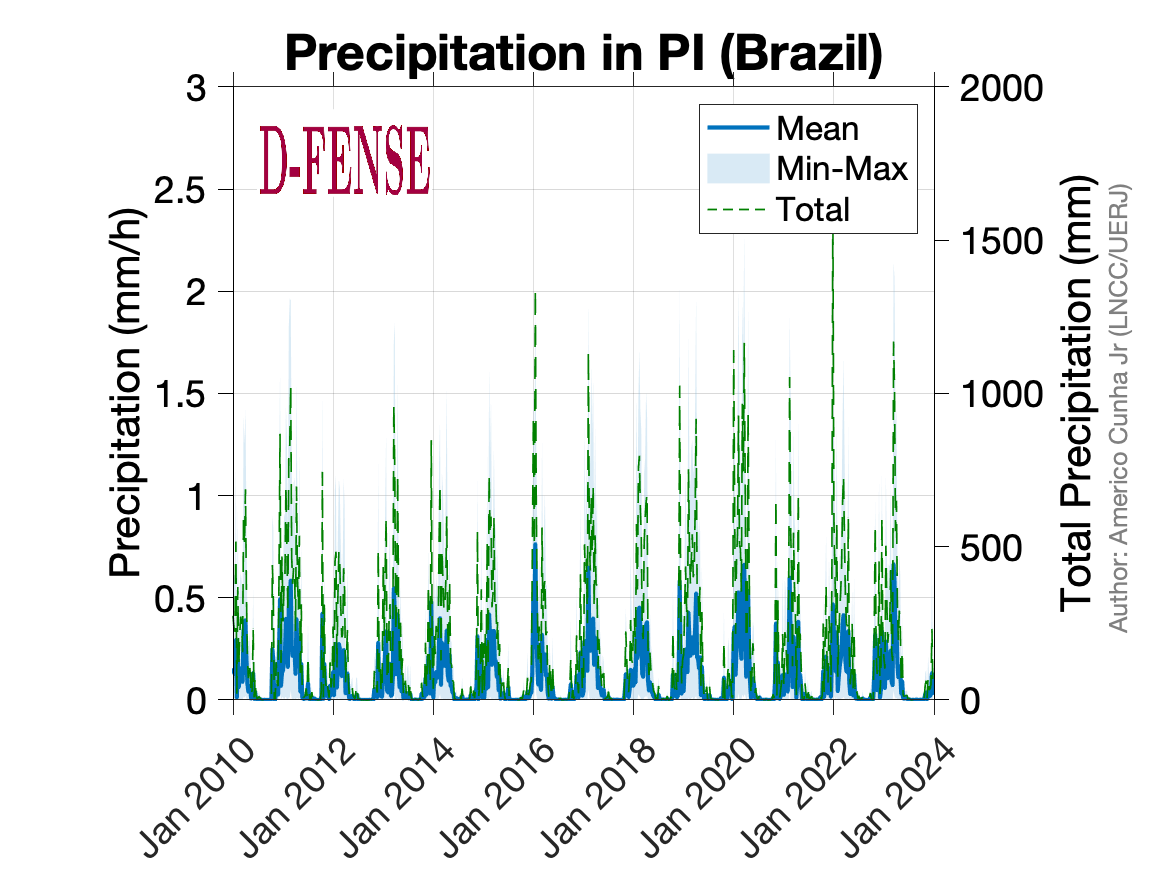 Precipitation in PI (Brazil)
D-FENSE
Mean
Min-Max
Total
Precipitation (mm/h)
3
2.5
2
1.5
1
0.5
0
2000
1500
1000
500
0
Total Precipitation (mm)
Author: Americo Cunha Jr (LNCC/UERJ)
Jan 2010
Jan 2012
Jan 2014
Jan 2016
Jan 2018
Jan 2020
Jan 2022
Jan 2024